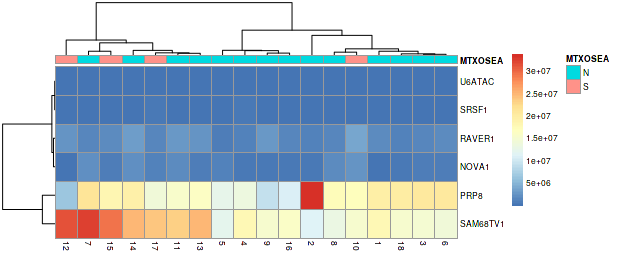 MTXOSEA
U6ATAC
SRSF1
RAVER1
NOVA1
PRP8
SAM68TV1
12 7 15 14 17 11 13 5 4 9 16 2 8 10 1 18 3 6
3e+07
2.5e+07
2e+07
1.5e+07
1e+07
5e+06
MTXOSEA
N
S